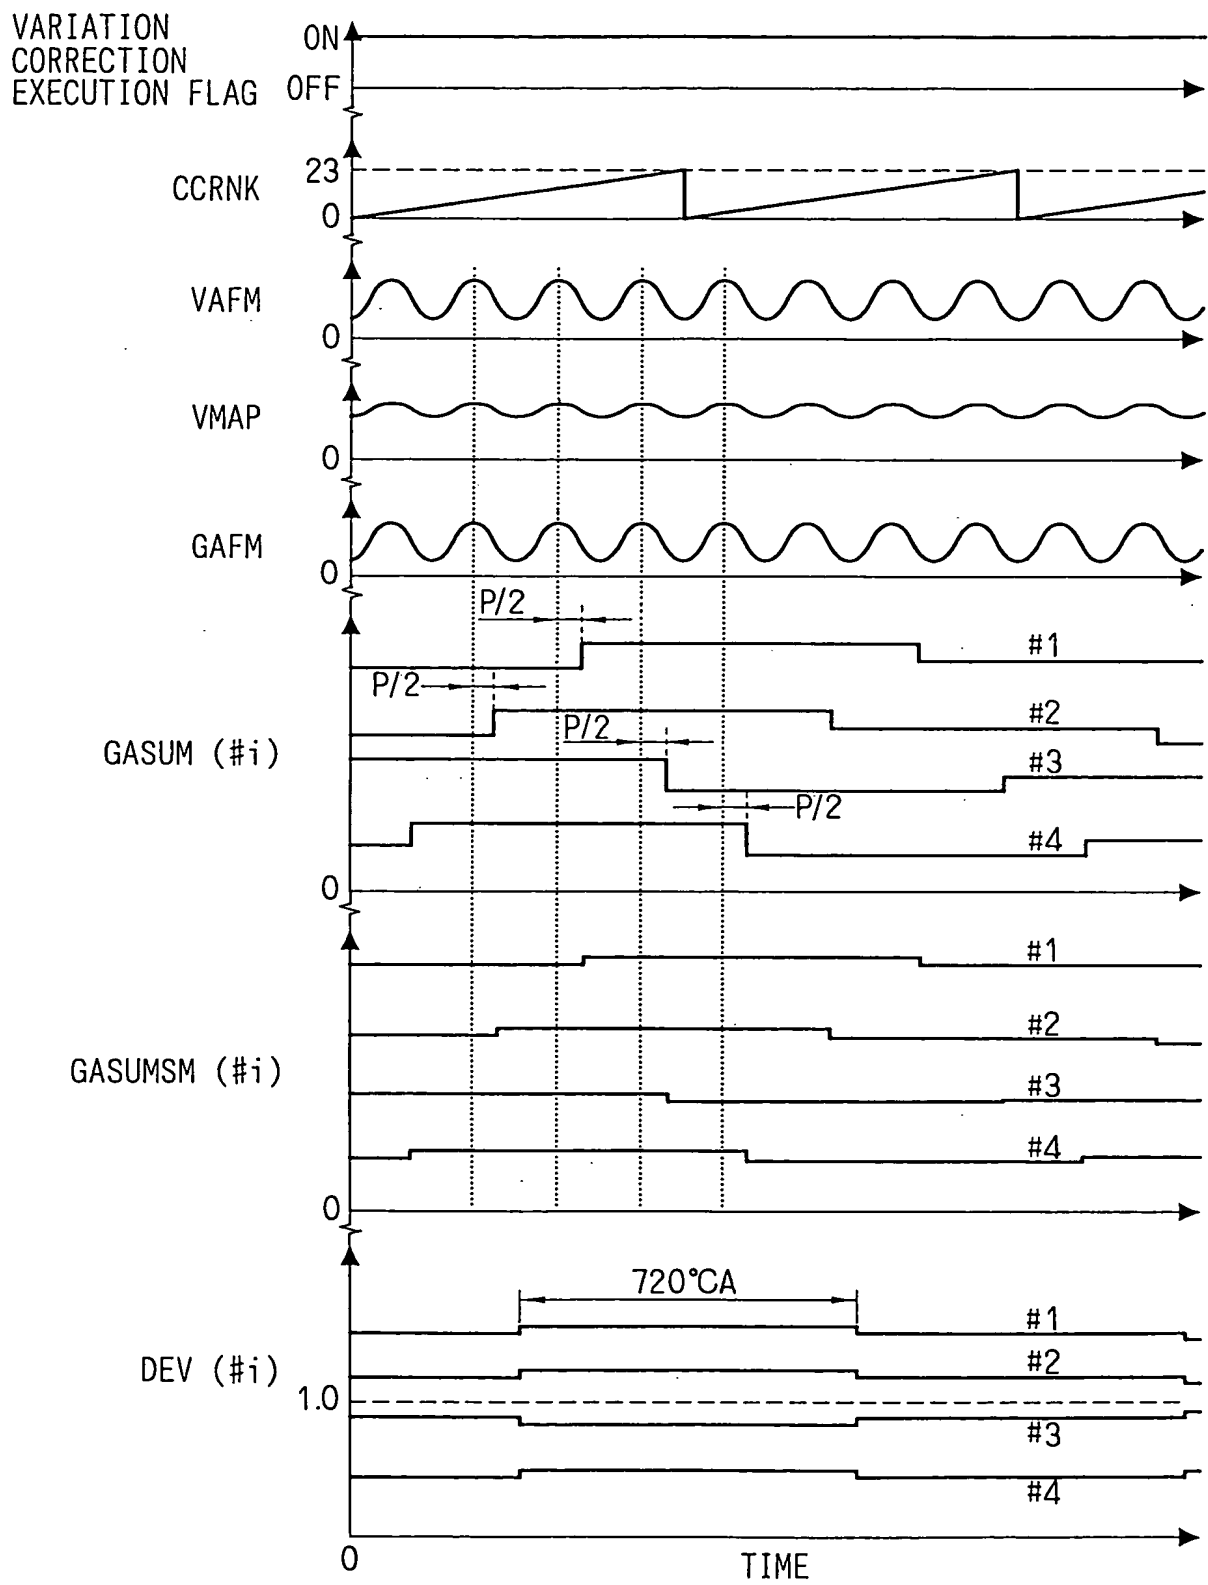 VARIATION
CORRECTION
EXECUTION FLAG
ON
OFF
CCRNK
23
0
VAFM
0
VMAP
0
GAFM
0
P/2
#1
P/2
#2
P/2
GASUM (#i)
#3
P/2
#4
0
#1
#2
GASUMSM (#i)
#3
#4
0
720°CA
#1
#2
DEV (#i)
1.0
#3
#4
0
TIME